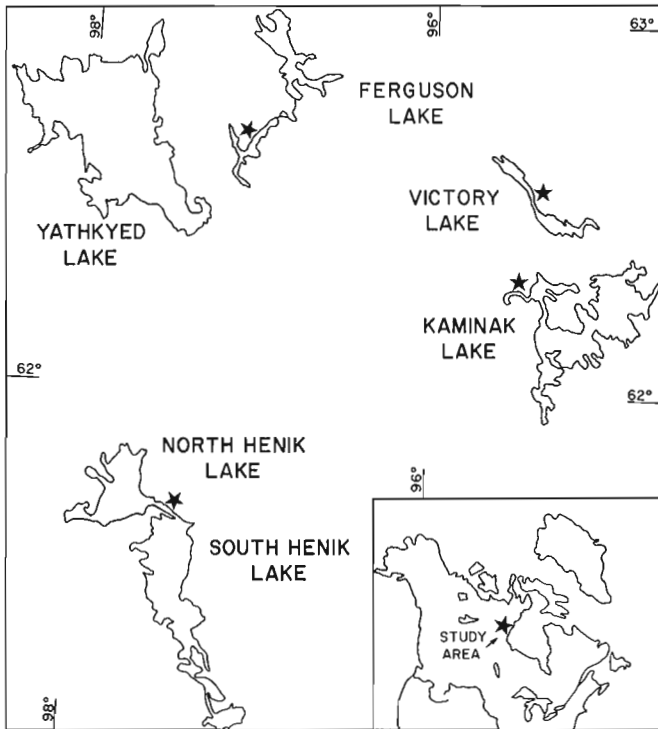 98°
96°
63°
FERGUSON
LAKE
VICTORY
LAKE
YATHKYED
LAKE
KAMINAK
LAKE
62°
62°
NORTH HENIK
LAKE
96°
SOUTH HENIK
LAKE
STUDY
AREA
98°